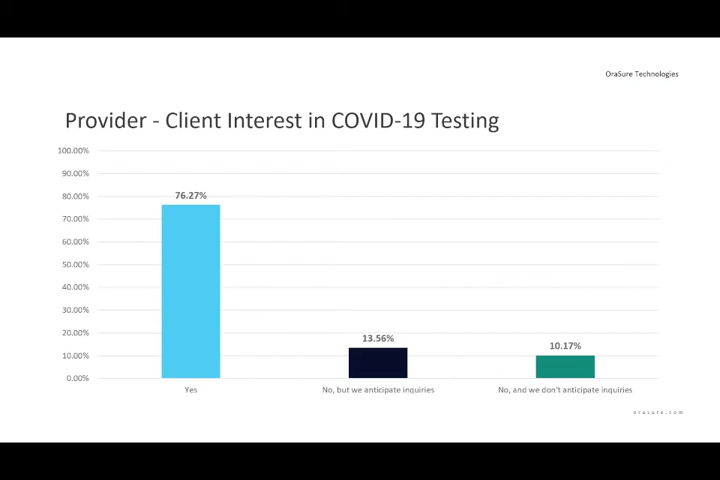 OraSure Technologies
Provider - Client Interest in COVID-19 Testing
100.00%
90.00%
80.00%
70.00%
60.00%
50.00%
40.00%
30.00%
20.00%
10.00%
0.00%
76.27%
13.56%
10.17%
Yes
No, but we anticipate inquiries
No, and we don't anticipate inquiries
orasure.com